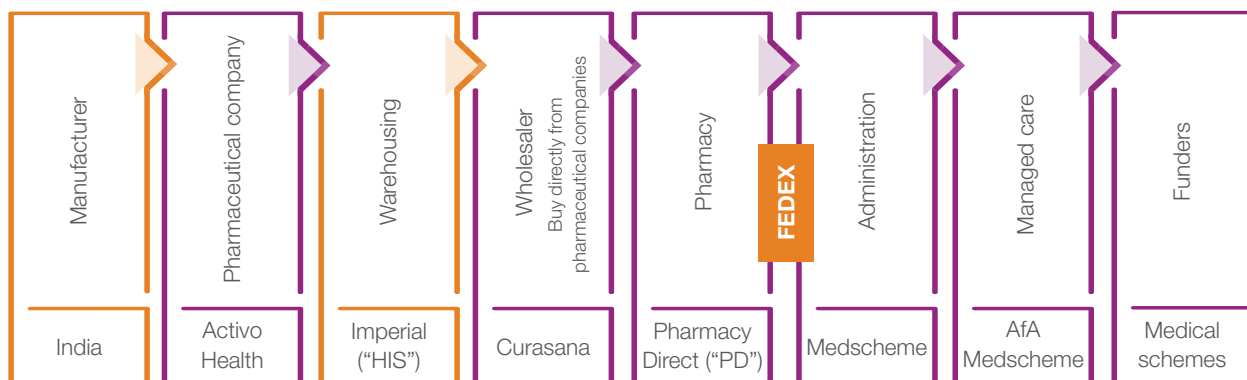 Manufacturer
Pharmaceutical company
Warehousing
Wholesaler
Buy directly from
pharmaceutical companies
Pharmacy
FEDEX
Administration
Managed care
Funders
India
Activo
Health
Imperial
(“HIS”)
Curasana
Pharmacy
Direct (“PD”)
Medscheme
AfA
Medscheme
Medical
schemes